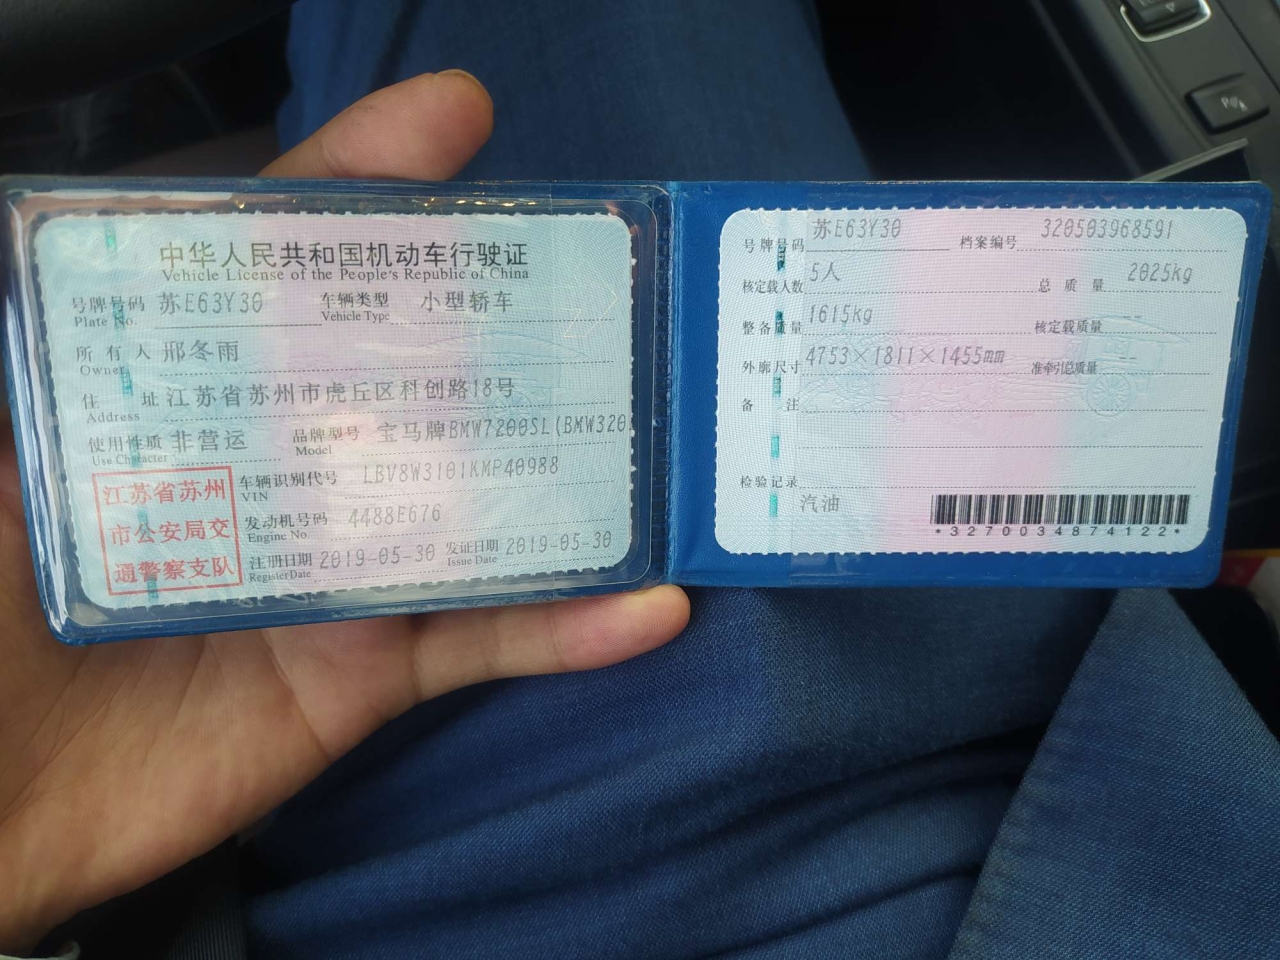 中华人民共和国机动车行驶证
Vehicle License of the People's Republic of China
号牌号码 苏E63Y30 车辆类型 小型轿车
Plate No. Vehicle Type
所有人 邢冬雨
Owner
住址 江苏省苏州市虎丘区科创路18号
Address
使用性质 非营运 品牌型号 宝马牌BMW7200SL(BMW320
Use Character Model
江苏省苏州
市公安局交
通警察支队
车辆识别代号 LBV8W3101KMP40988
VIN
发动机号码 4488E676
Engine No.
注册日期 2019-05-30 发证日期 2019-05-30
Register Date Issue Date
号牌号码 苏E63Y30 档案编号 320503968591
核定载人数 5人 总质量 2025kg
整备质量 1615kg 核定载质量 --
外廓尺寸 4753×1811×1455mm 准牵引总质量 --
备注
检验记录
汽油
*3270034874122*